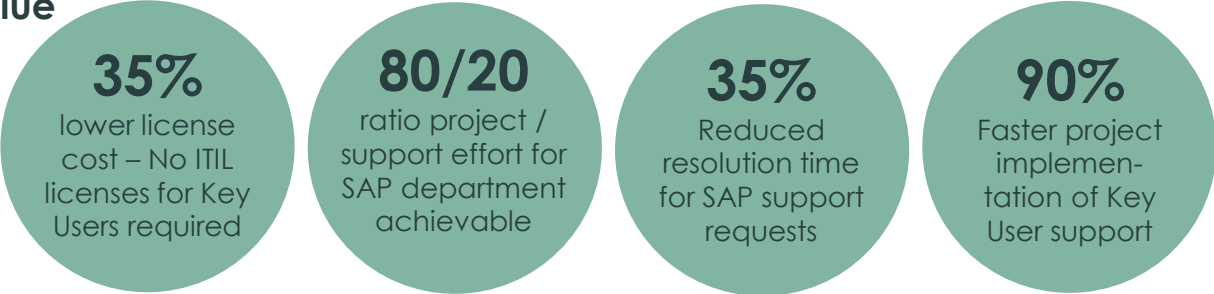 lue
35%
lower license
cost – No ITIL
licenses for Key
Users required
80/20
ratio project /
support effort for
SAP department
achievable
35%
Reduced
resolution time
for SAP support
requests
90%
Faster project
implemen-
tation of Key
User support